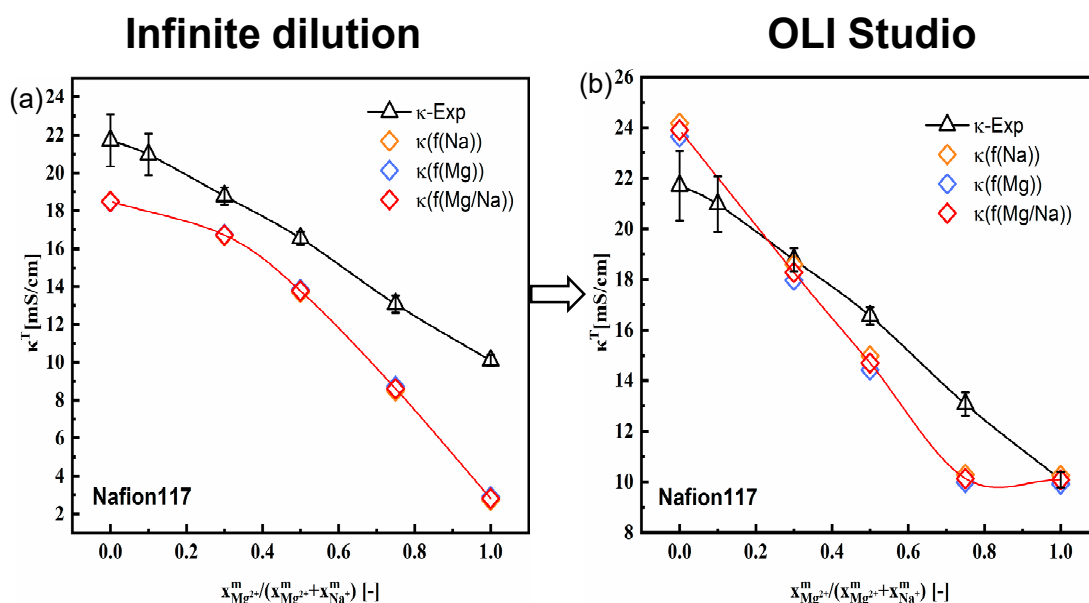 Infinite dilution
OLI Studio
(a)
κ-Exp
κ(f(Na))
κ(f(Mg))
κ(f(Mg/Na))
24
22
20
18
16
14
12
10
8
6
4
2
κᵀ[mS/cm]
Nafion117
0.0 0.2 0.4 0.6 0.8 1.0
xᵐMg²⁺/(xᵐMg²⁺+xᵐNa⁺) [-]
(b)
κ-Exp
κ(f(Na))
κ(f(Mg))
κ(f(Mg/Na))
26
24
22
20
18
16
14
12
10
8
κᵀ[mS/cm]
Nafion117
0.0 0.2 0.4 0.6 0.8 1.0
xᵐMg²⁺/(xᵐMg²⁺+xᵐNa⁺) [-]